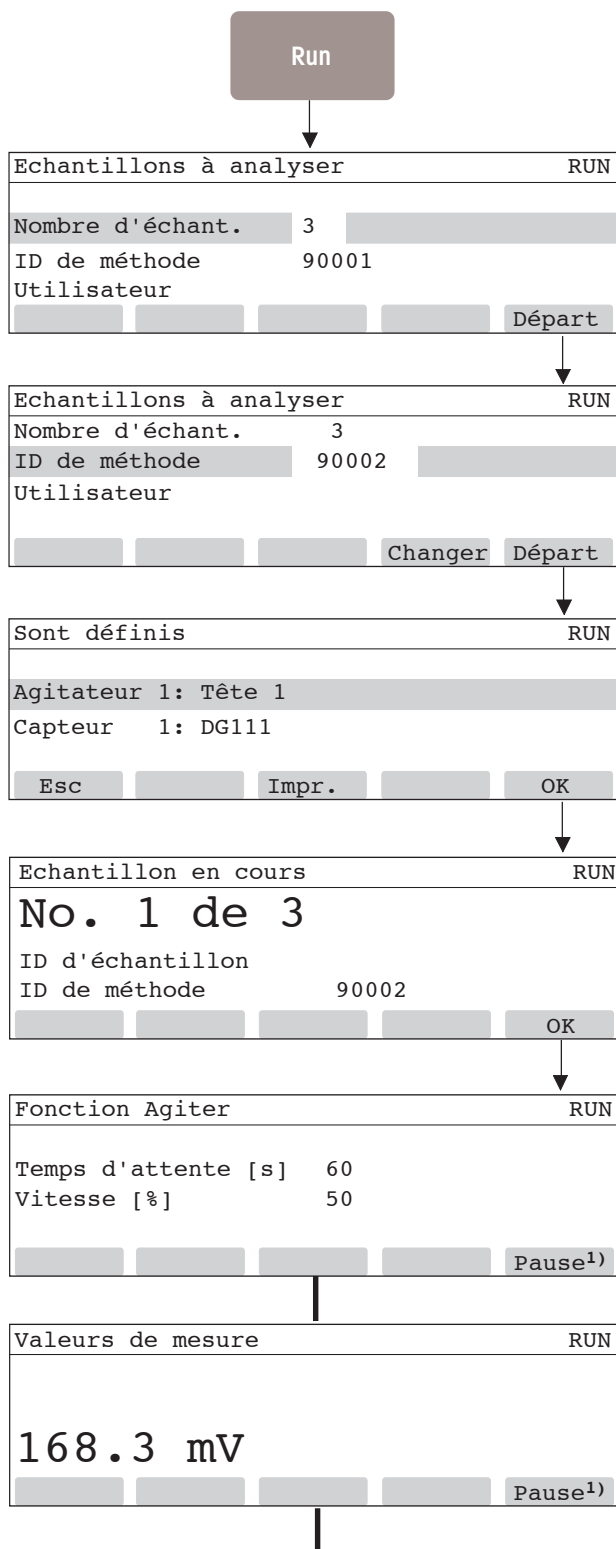 Run
Echantillons à analyser RUN
Nombre d'échant. 3
ID de méthode 90001
Utilisateur
Départ
Echantillons à analyser RUN
Nombre d'échant. 3
ID de méthode 90002
Utilisateur
Changer Départ
Sont définis RUN
Agitateur 1: Tête 1
Capteur 1: DG111
Esc Impr. OK
Echantillon en cours RUN
No. 1 de 3
ID d'échantillon
ID de méthode 90002
OK
Fonction Agiter RUN
Temps d'attente [s] 60
Vitesse [%] 50
Pause1)
Valeurs de mesure RUN
168.3 mV
Pause1)